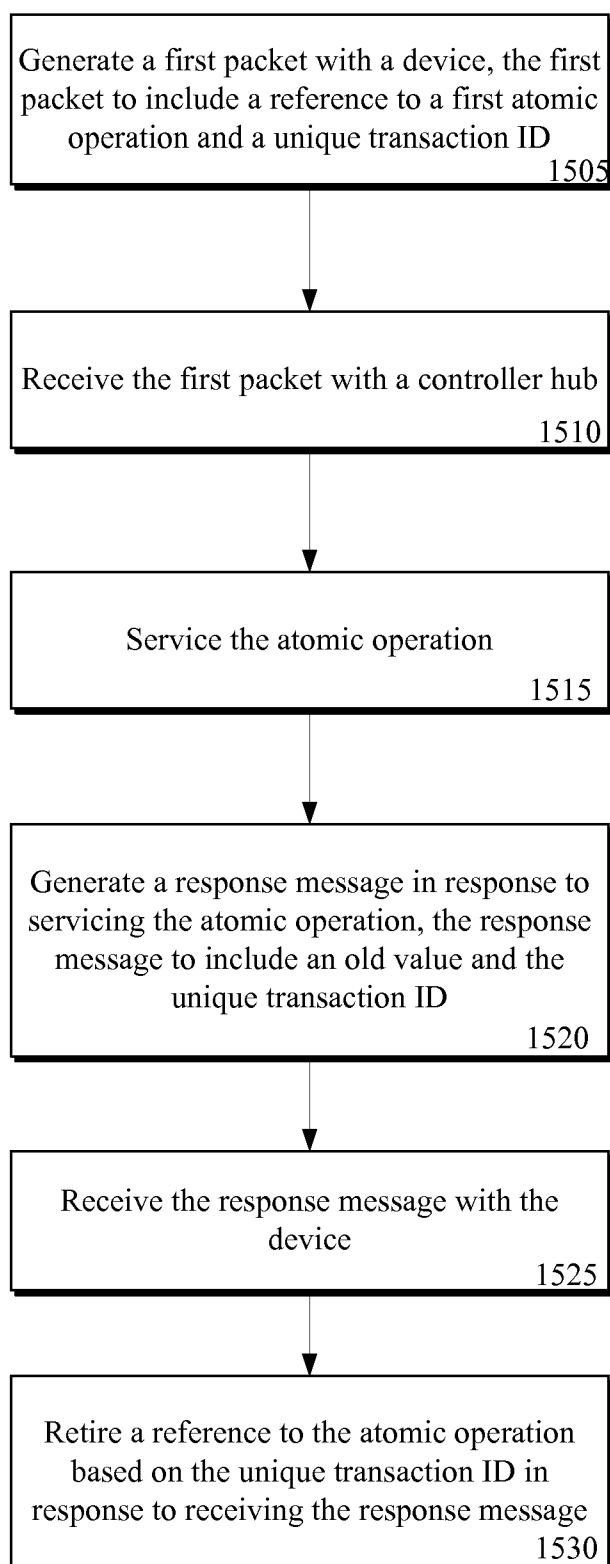 Generate a first packet with a device, the first
packet to include a reference to a first atomic
operation and a unique transaction ID
1505
Receive the first packet with a controller hub
1510
Service the atomic operation
1515
Generate a response message in response to
servicing the atomic operation, the response
message to include an old value and the
unique transaction ID
1520
Receive the response message with the
device
1525
Retire a reference to the atomic operation
based on the unique transaction ID in
response to receiving the response message
1530